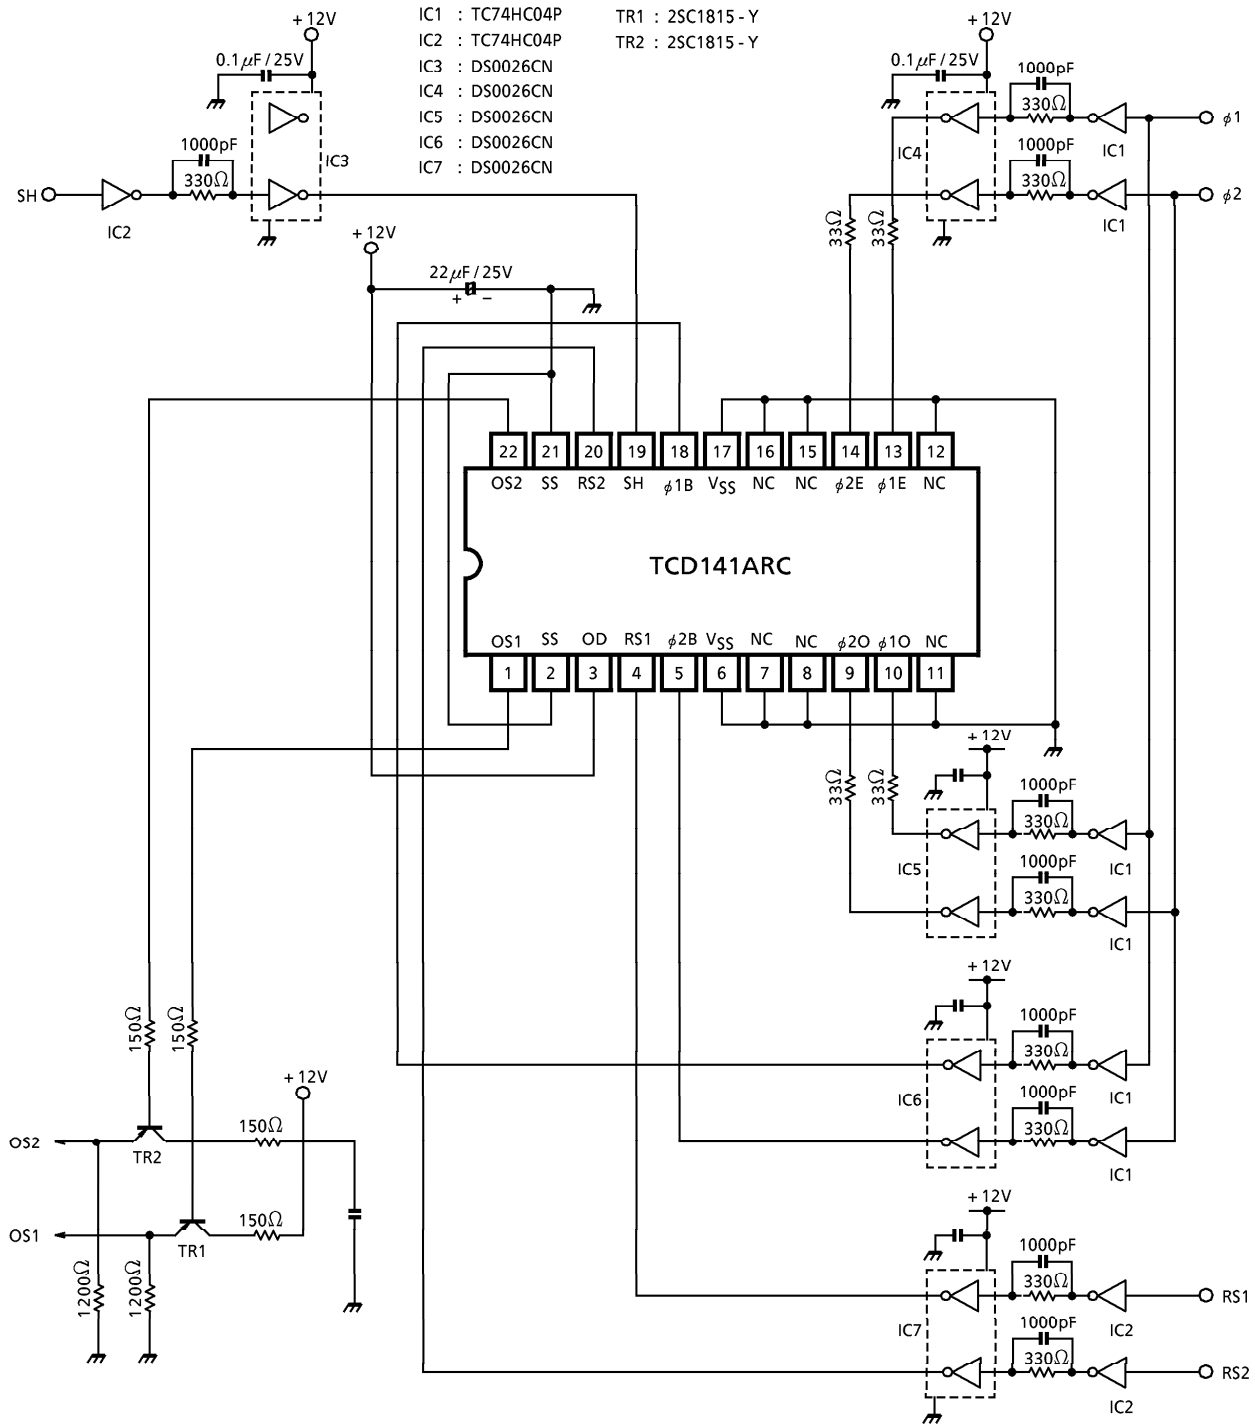 +12V
0.1μF/25V
1000pF
330Ω
SH
IC2
IC3
IC1 : TC74HC04P
IC2 : TC74HC04P
IC3 : DS0026CN
IC4 : DS0026CN
IC5 : DS0026CN
IC6 : DS0026CN
IC7 : DS0026CN
TR1 : 2SC1815-Y
TR2 : 2SC1815-Y
+12V
0.1μF/25V
1000pF
330Ω
IC1
ϕ1
IC4
1000pF
330Ω
IC1
ϕ2
33Ω
33Ω
+12V
22μF/25V
+ −
22 21 20 19 18 17 16 15 14 13 12
OS2 SS RS2 SH ϕ1B VSS NC NC ϕ2E ϕ1E NC
TCD141ARC
OS1 SS OD RS1 ϕ2B VSS NC NC ϕ2O ϕ1O NC
1 2 3 4 5 6 7 8 9 10 11
33Ω
33Ω
+12V
1000pF
330Ω
IC1
IC5
1000pF
330Ω
IC1
+12V
1000pF
330Ω
IC1
IC6
1000pF
330Ω
IC1
150Ω
150Ω
+12V
OS2
TR2
150Ω
OS1
TR1
150Ω
1200Ω
1200Ω
+12V
1000pF
330Ω
IC2
RS1
IC7
1000pF
330Ω
IC2
RS2